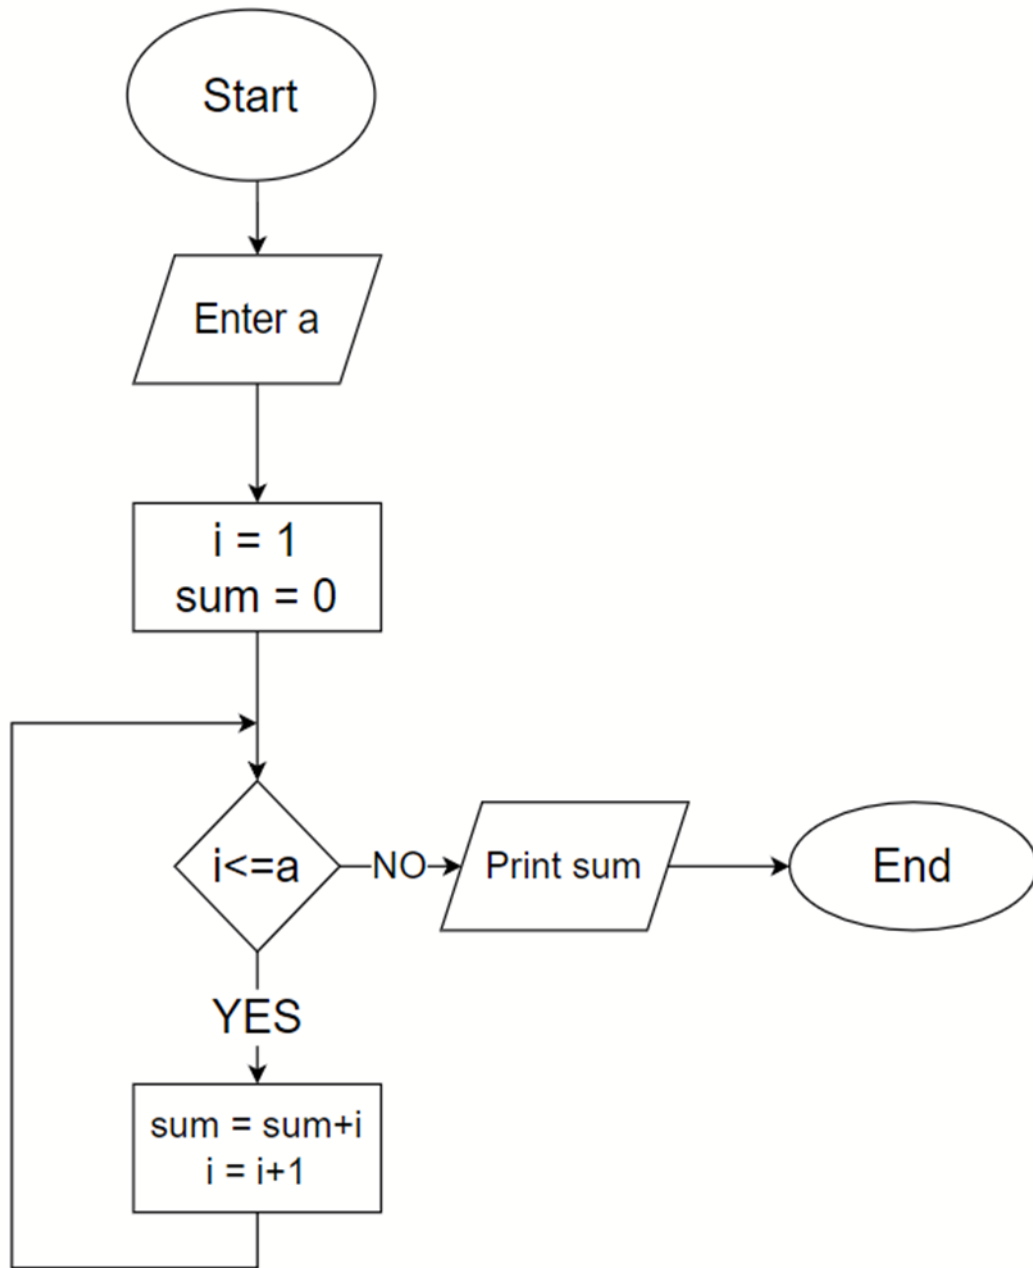 Start
Enter a
i = 1
sum = 0
i<=a
NO
Print sum
End
YES
sum = sum+i
i = i+1